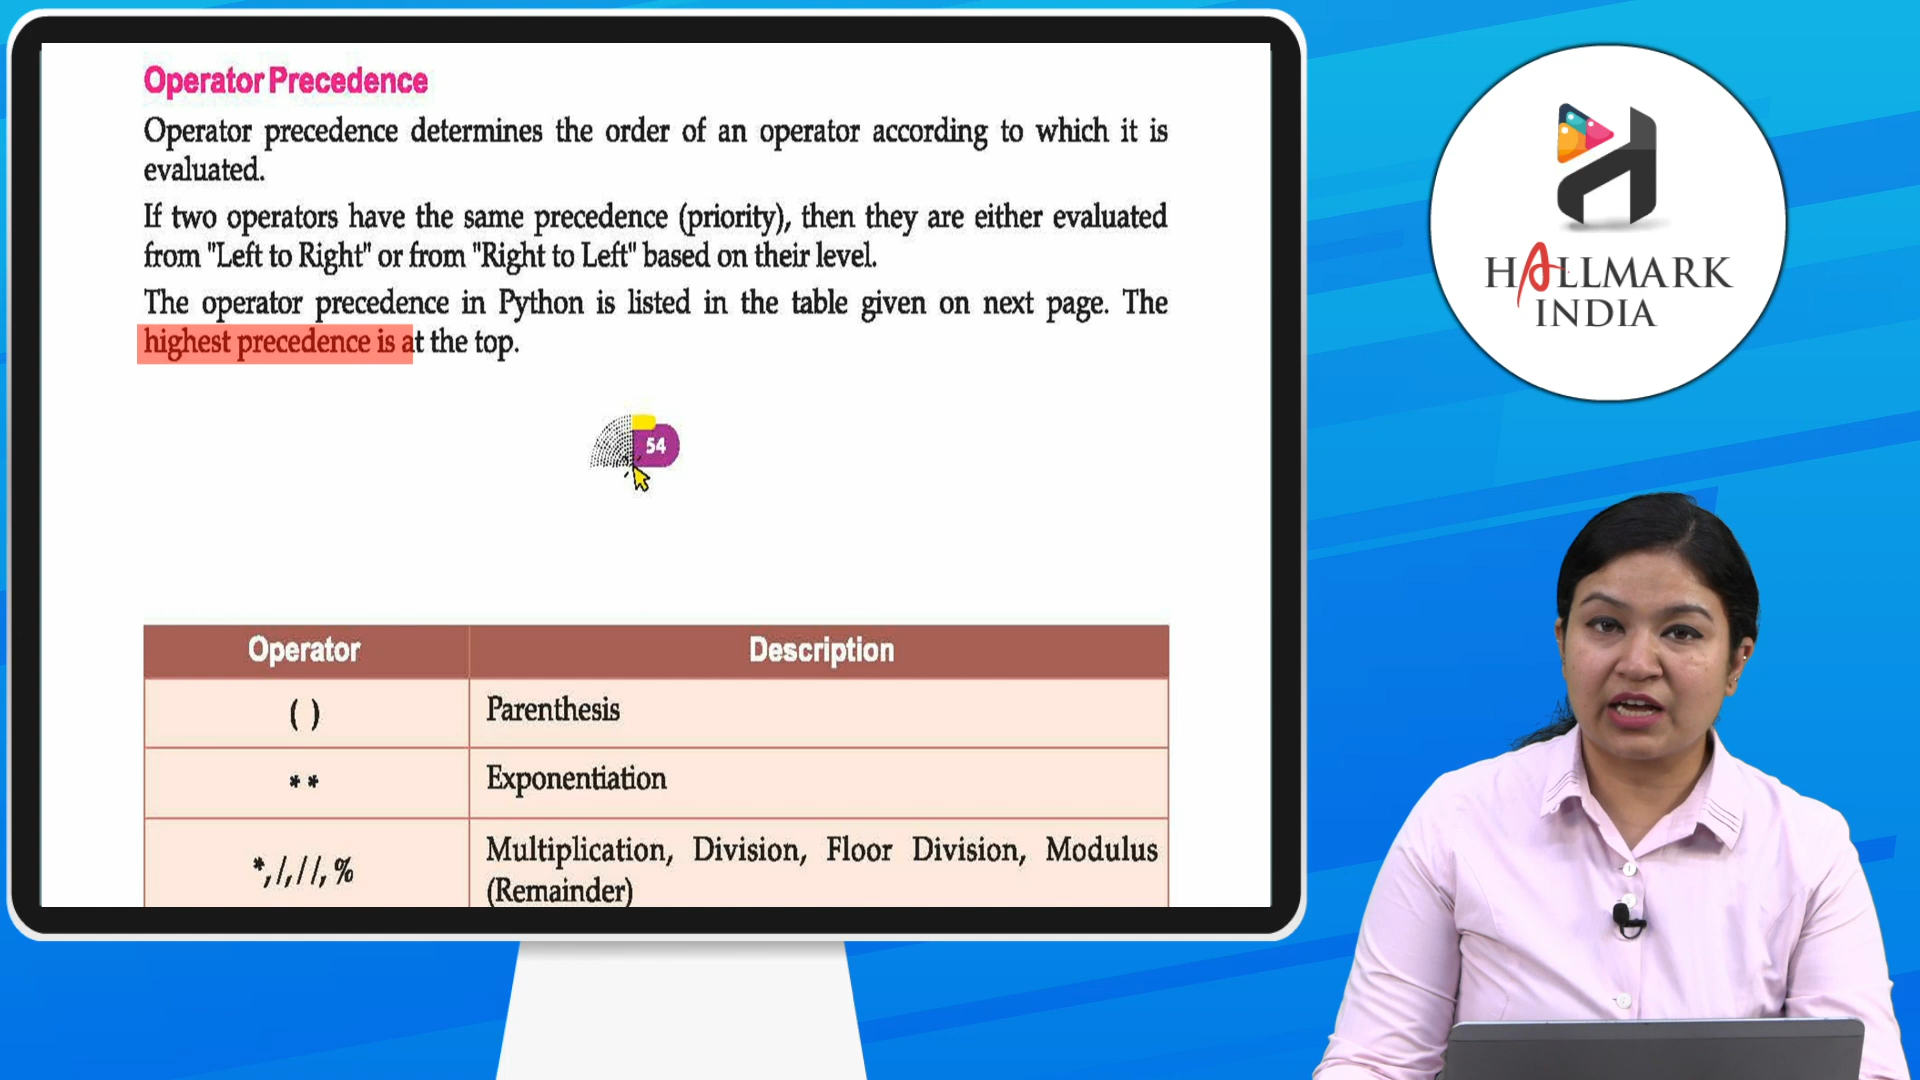 Operator Precedence
Operator precedence determines the order of an operator according to which it is
evaluated.
If two operators have the same precedence (priority), then they are either evaluated
from "Left to Right" or from "Right to Left" based on their level.
The operator precedence in Python is listed in the table given on next page. The
highest precedence is at the top.
54
Operator Description
( ) Parenthesis
** Exponentiation
*, /, //, % Multiplication, Division, Floor Division, Modulus
(Remainder)
HALLMARK
INDIA